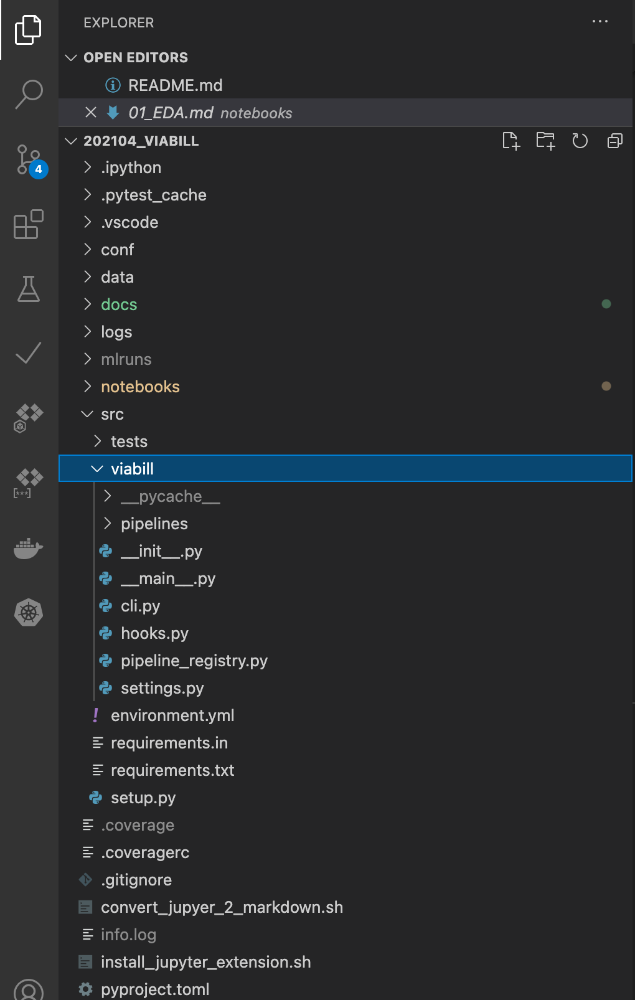 EXPLORER
OPEN EDITORS
README.md
01_EDA.md notebooks
202104_VIABILL
.ipython
.pytest_cache
4
.vscode
conf
data
docs
logs
mlruns
notebooks
src
tests
viabill
__pycache__
pipelines
__init__.py
__main__.py
cli.py
hooks.py
pipeline_registry.py
settings.py
environment.yml
requirements.in
requirements.txt
setup.py
.coverage
.coveragerc
.gitignore
convert_jupyer_2_markdown.sh
info.log
install_jupyter_extension.sh
pyproject.toml